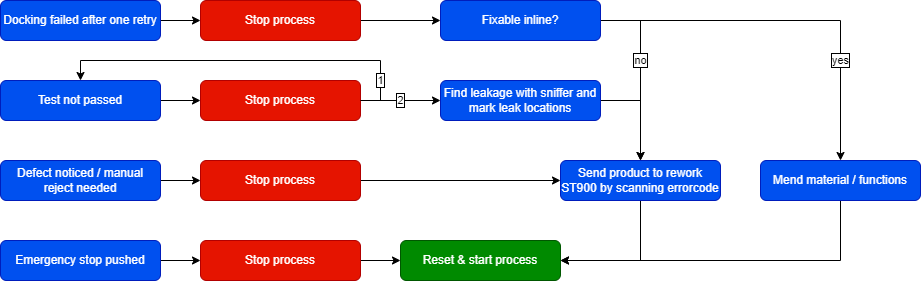 Docking failed after one retry
Stop process
Fixable inline?
no
yes
1
Test not passed
Stop process
2
Find leakage with sniffer and
mark leak locations
Defect noticed / manual
reject needed
Stop process
Send product to rework
ST900 by scanning errorcode
Mend material / functions
Emergency stop pushed
Stop process
Reset & start process